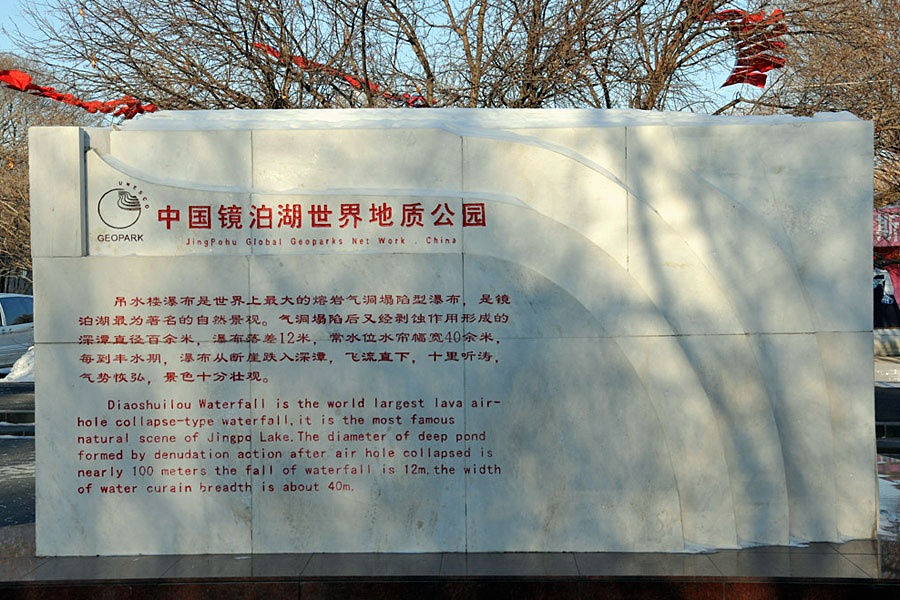 UNESCO
GEOPARK
中国镜泊湖世界地质公园
JingPohu Global Geoparks Net Work . China
吊水楼瀑布是世界上最大的熔岩气洞塌陷型瀑布，是镜
泊湖最为著名的自然景观。气洞塌陷后又经剥蚀作用形成的
深潭直径百余米，瀑布落差12米，常水位水帘幅宽40余米，
每到丰水期，瀑布从断崖跌入深潭，飞流直下，十里听涛，
气势恢弘，景色十分壮观。
Diaoshuilou Waterfall is the world largest lava air-
hole collapse-type waterfall, it is the most famous
natural scene of Jingpo Lake. The diameter of deep pond
formed by denudation action after air hole collapsed is
nearly 100 meters the fall of waterfall is 12m, the width
of water curain breadth is about 40m.